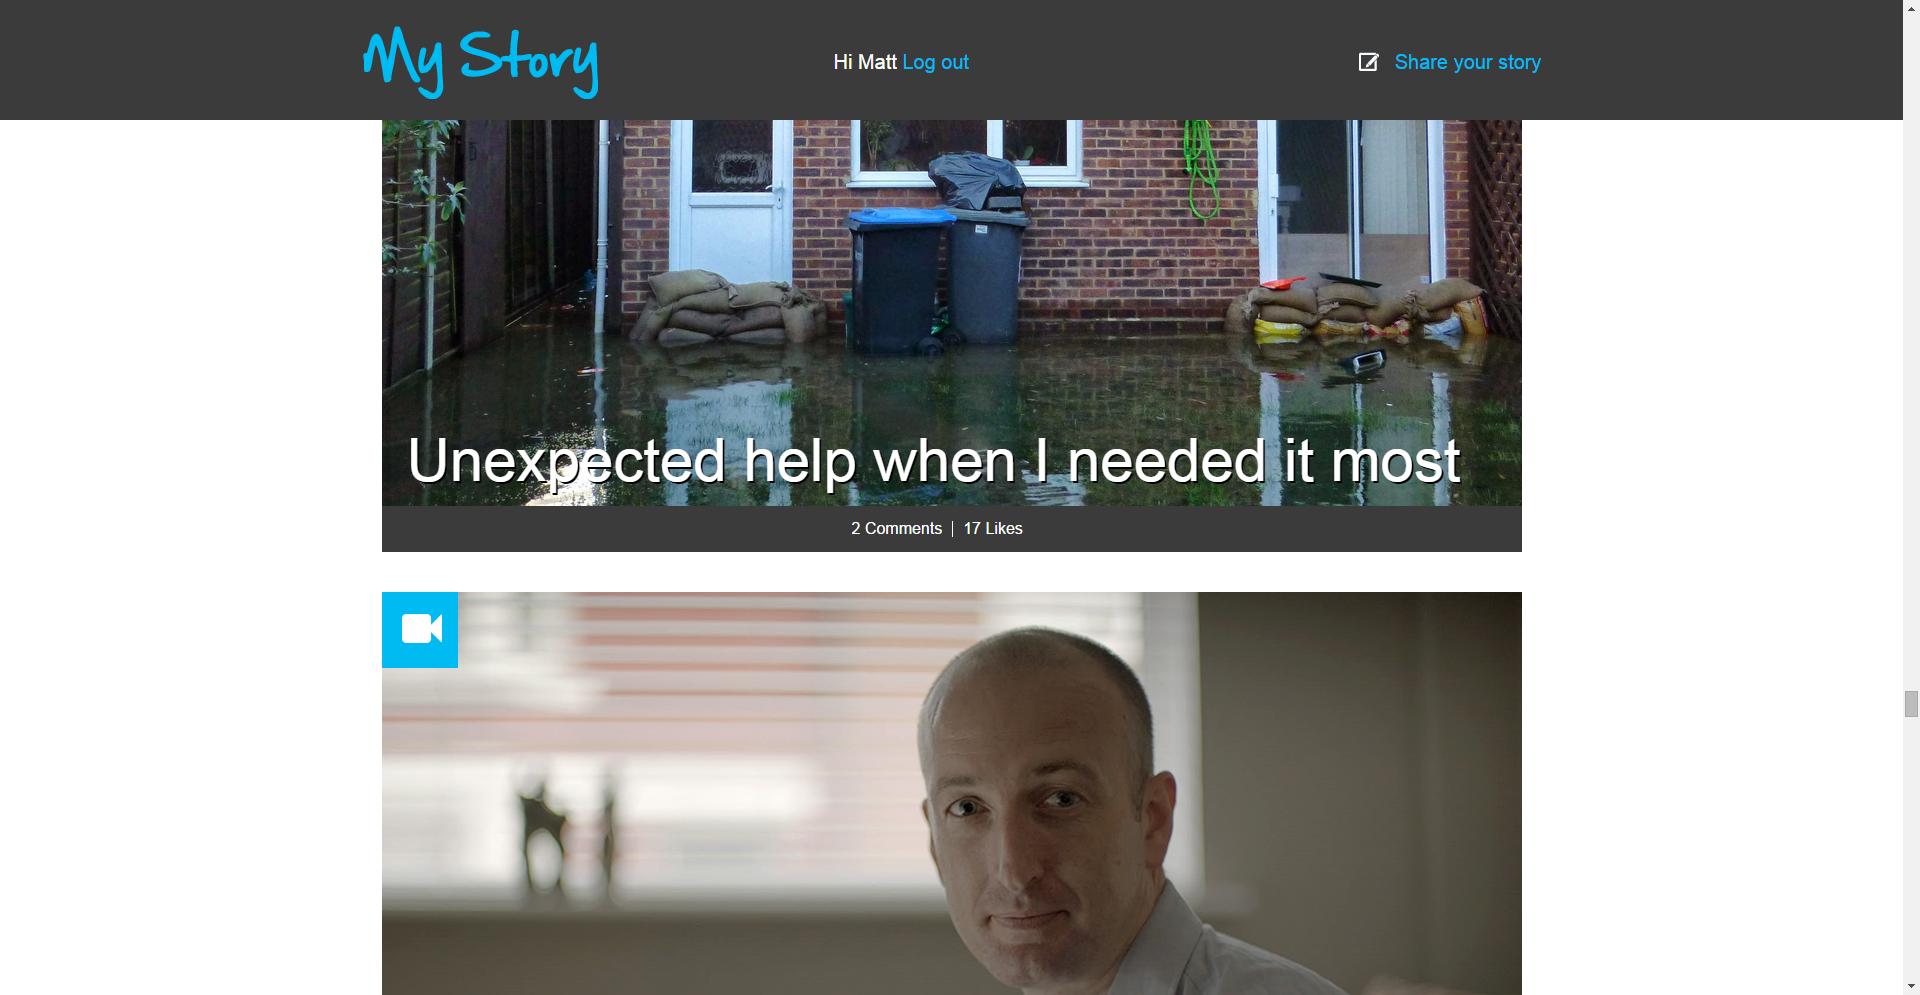 My Story
Hi Matt Log out
Share your story
Unexpected help when I needed it most
2 Comments | 17 Likes